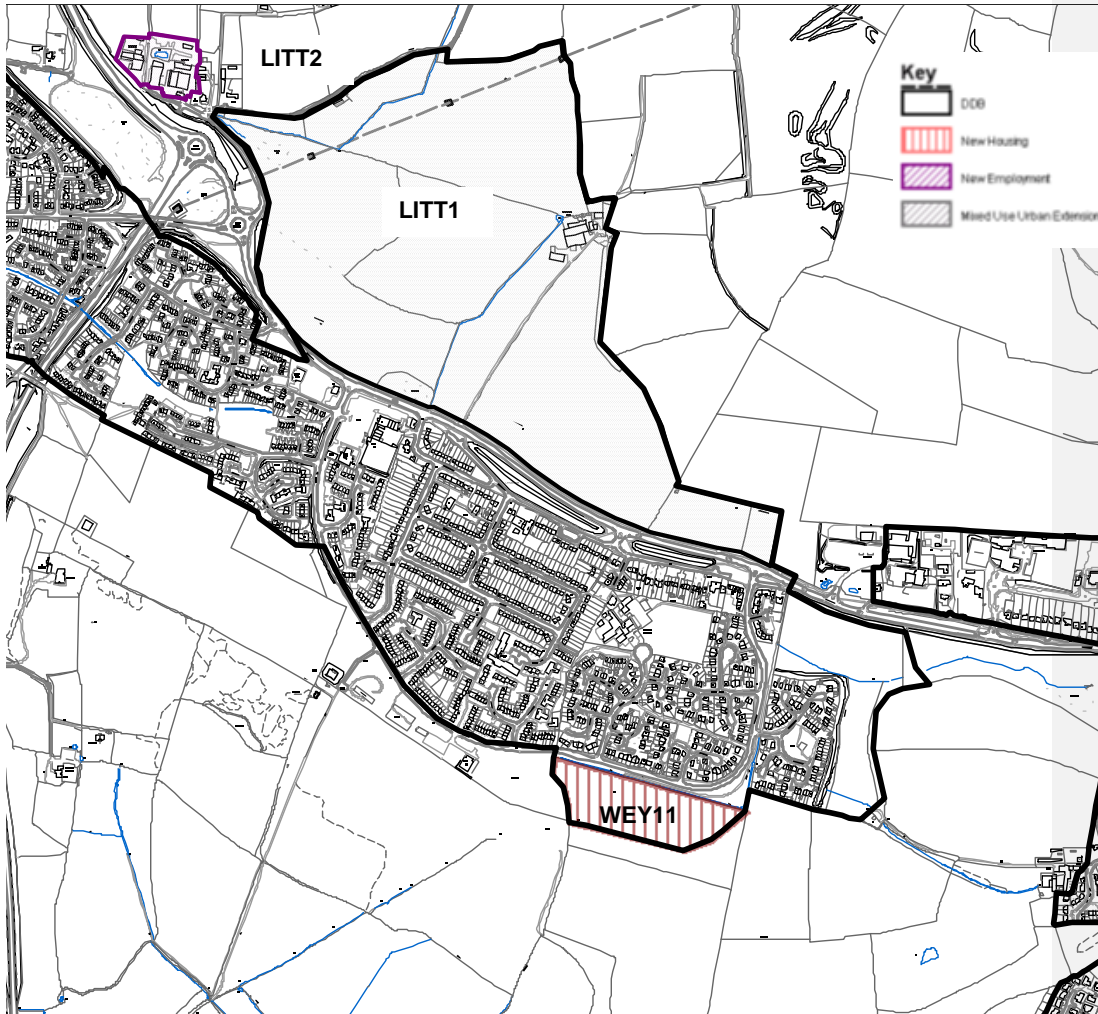 LITT2
Key
DDB
New Housing
New Employment
Mixed Use Urban Extension
LITT1
WEY11